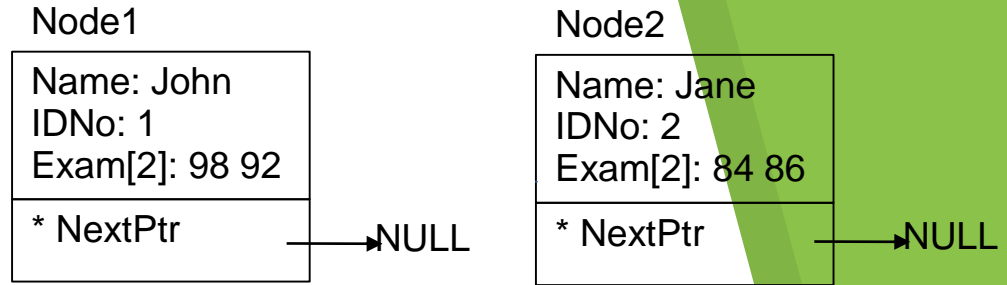 Node1
Name: John
IDNo: 1
Exam[2]: 98 92
* NextPtr
NULL
Node2
Name: Jane
IDNo: 2
Exam[2]: 84 86
* NextPtr
NULL